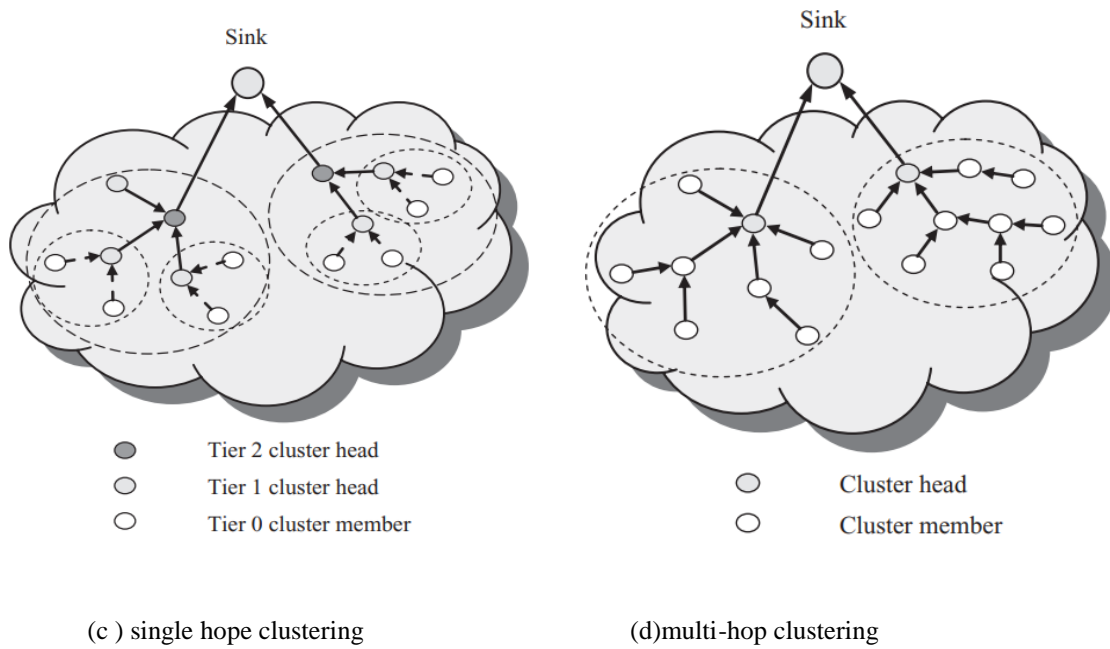 Sink
Tier 2 cluster head
Tier 1 cluster head
Tier 0 cluster member
(c ) single hope clustering
Sink
Cluster head
Cluster member
(d)multi-hop clustering